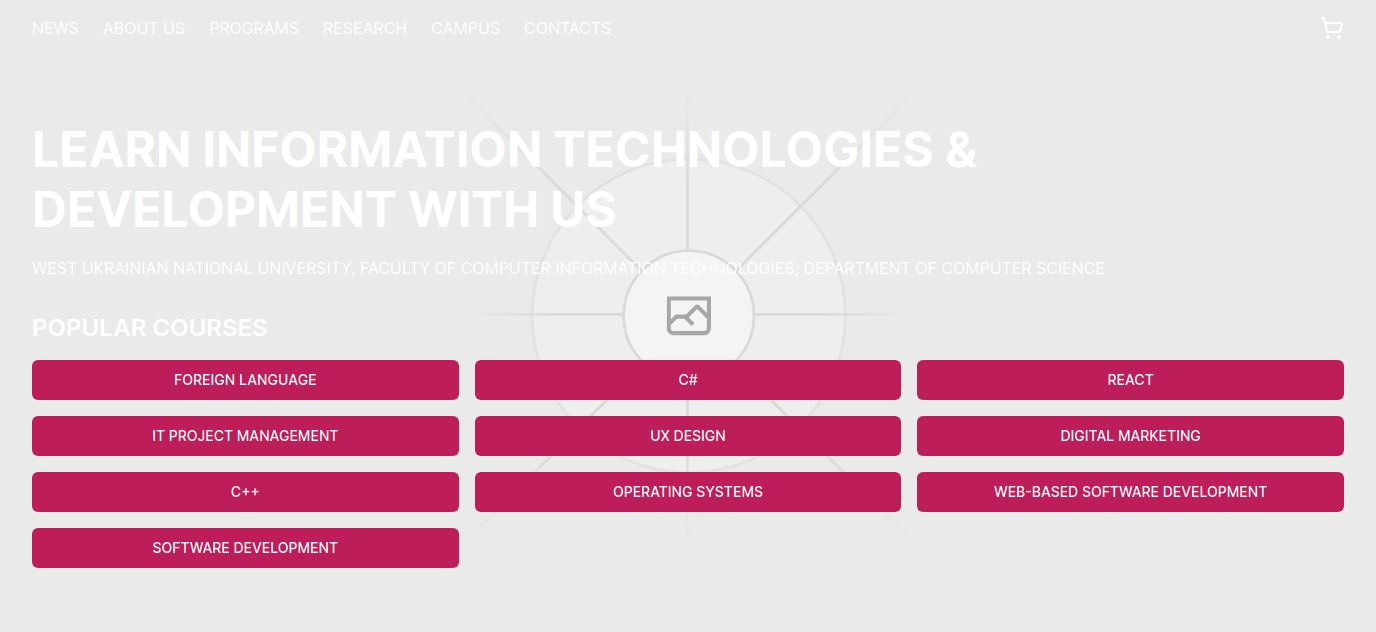 NEWS ABOUT US PROGRAMS RESEARCH CAMPUS CONTACTS
LEARN INFORMATION TECHNOLOGIES &
DEVELOPMENT WITH US
WEST UKRAINIAN NATIONAL UNIVERSITY, FACULTY OF COMPUTER INFORMATION TECHNOLOGIES, DEPARTMENT OF COMPUTER SCIENCE
POPULAR COURSES
FOREIGN LANGUAGE C# REACT
IT PROJECT MANAGEMENT UX DESIGN DIGITAL MARKETING
C++ OPERATING SYSTEMS WEB-BASED SOFTWARE DEVELOPMENT
SOFTWARE DEVELOPMENT